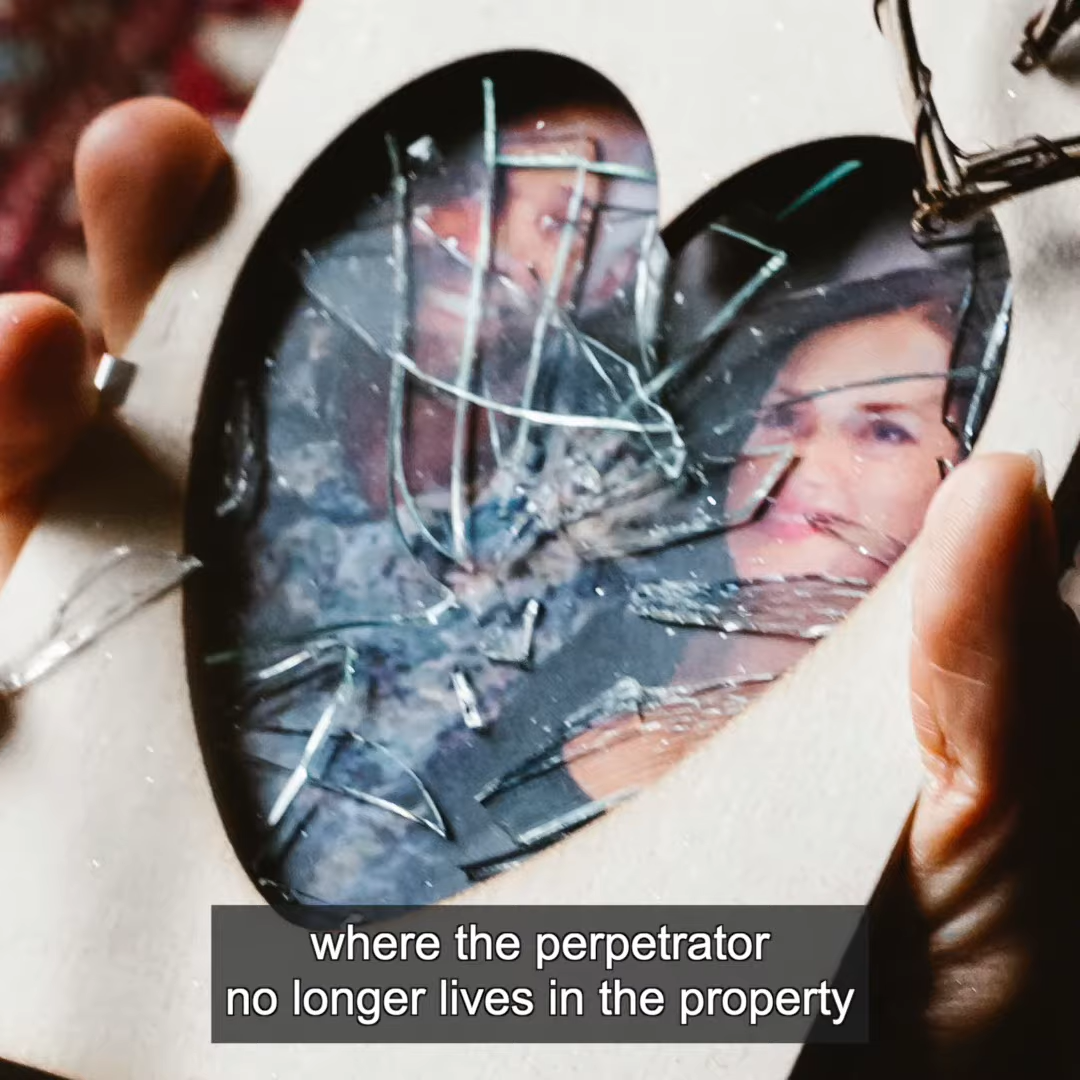 where the perpetrator
no longer lives in the property